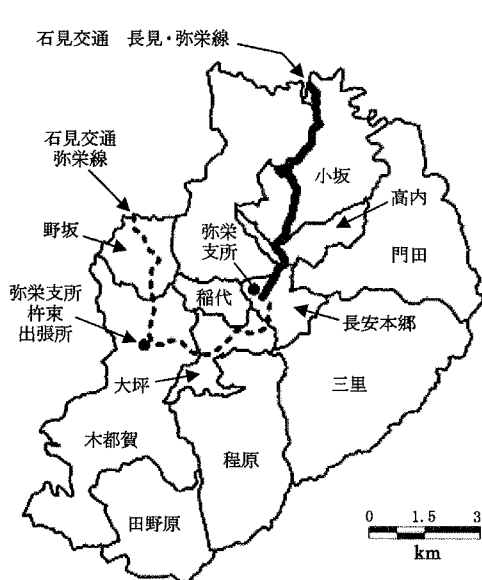 石見交通 長見・弥栄線
石見交通
弥栄線
小坂
高内
野坂
弥栄
支所
門田
弥栄支所
杵束
出張所
稲代
長安本郷
大坪
三里
木都賀
程原
田野原
0 1.5 3
km